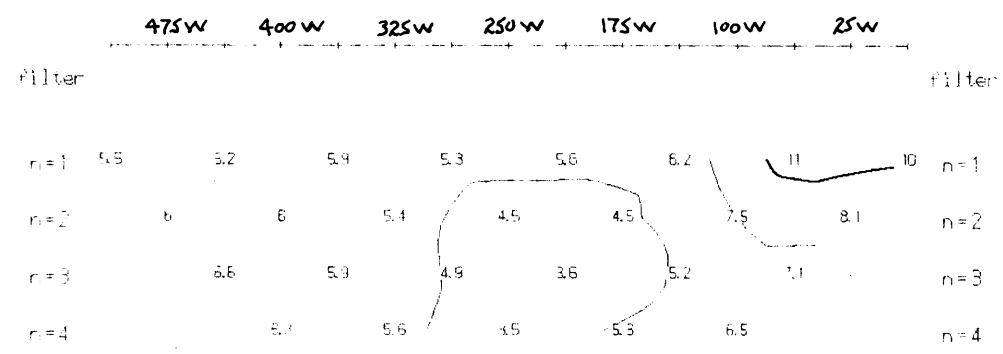 475W 400W 325W 250W 175W 100W 25W
filter filter
n=1 5.5 5.9 5.3 5.6 6.2 11 10 n=1
n=2 6 6 5.4 4.5 4.5 7.5 8.1 n=2
n=3 6.6 5.9 4.9 3.6 5.2 7.1 n=3
n=4 5.6 4.5 5.3 6.5 n=4